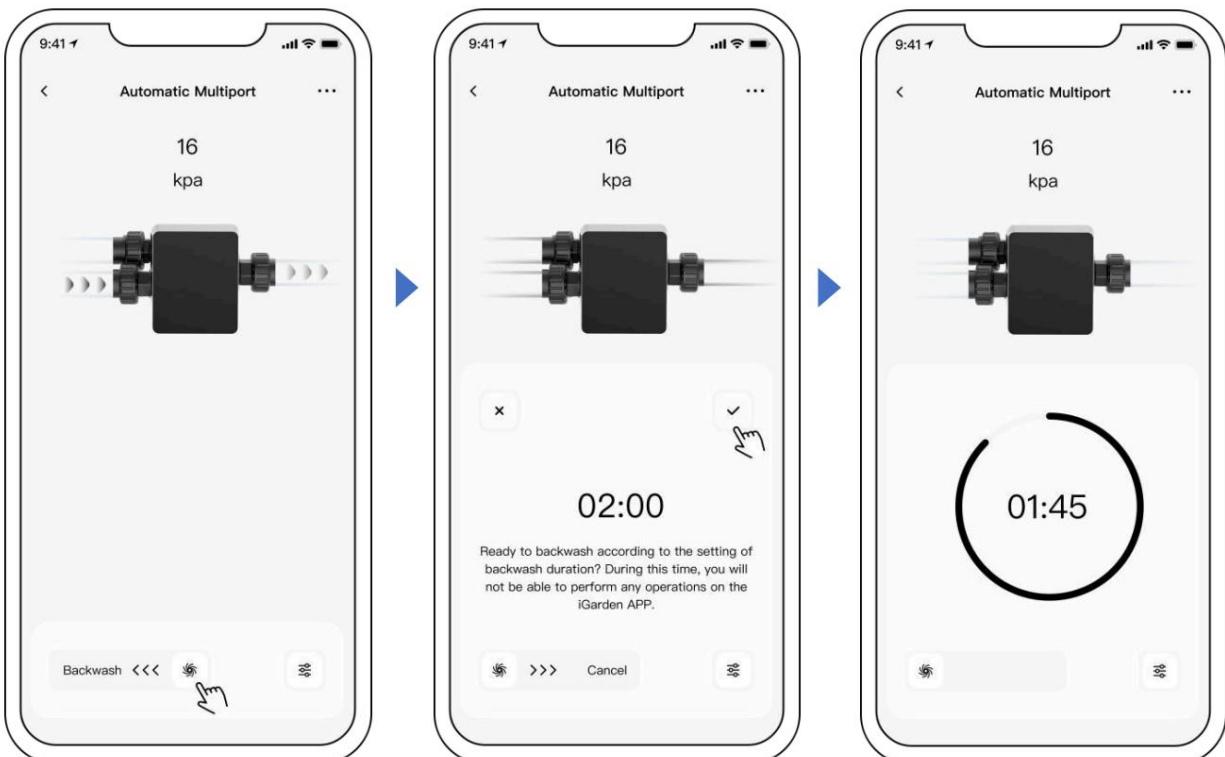 9:41
Automatic Multiport
16
kpa
Backwash <<<
9:41
Automatic Multiport
16
kpa
02:00
Ready to backwash according to the setting of
backwash duration? During this time, you will
not be able to perform any operations on the
iGarden APP.
>>> Cancel
9:41
Automatic Multiport
16
kpa
01:45